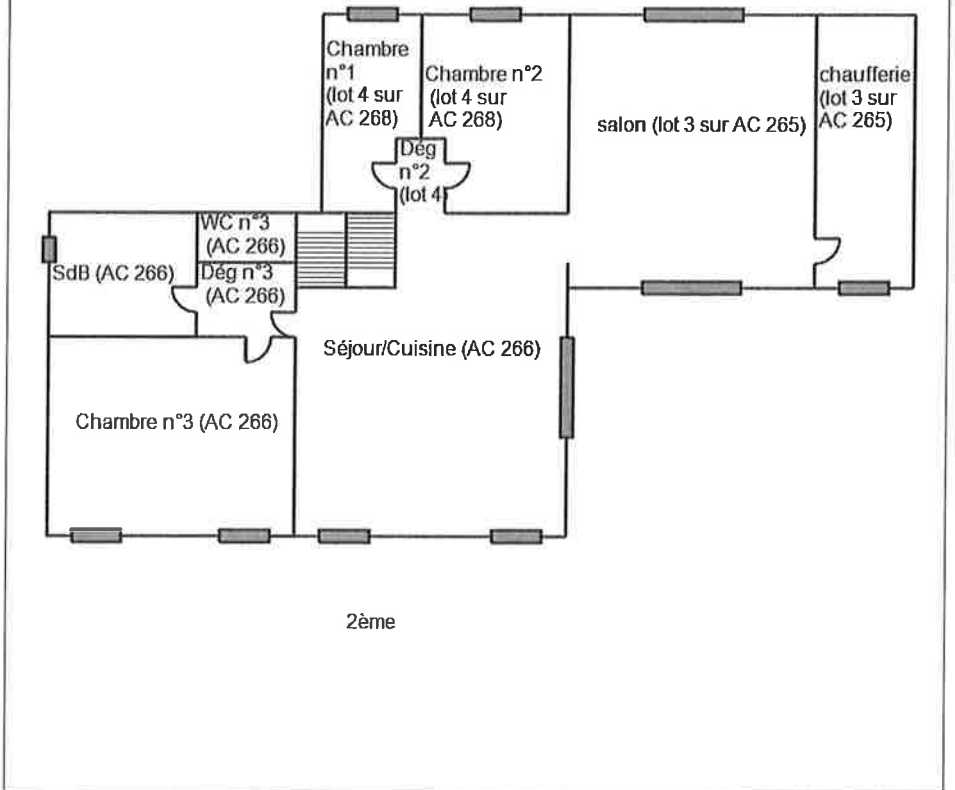 Chambre
n°1
(lot 4 sur
AC 268)
Chambre n°2
(lot 4 sur
AC 268)
Dég
n°2
(lot 4)
salon (lot 3 sur AC 265)
chaufferie
(lot 3 sur
AC 265)
WC n°3
(AC 266)
SdB (AC 266)
Dég n°3
(AC 266)
Séjour/Cuisine (AC 266)
Chambre n°3 (AC 266)
2ème